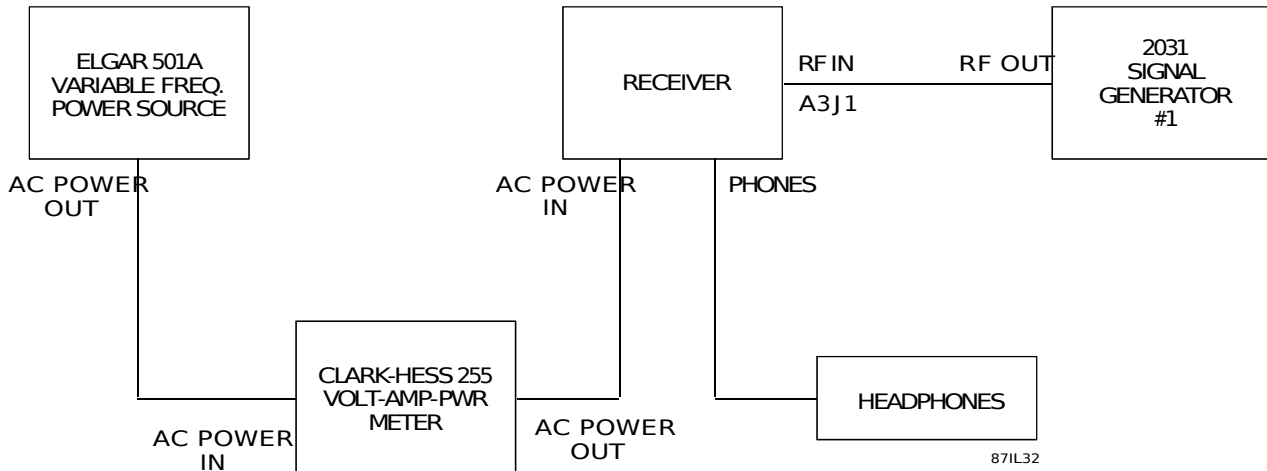 ELGAR 501A
VARIABLE FREQ.
POWER SOURCE
RECEIVER
RF IN
A3J1
RF OUT
2031
SIGNAL
GENERATOR
#1
AC POWER
OUT
AC POWER
IN
PHONES
CLARK-HESS 255
VOLT-AMP-PWR
METER
HEADPHONES
AC POWER
IN
AC POWER
OUT
87IL32